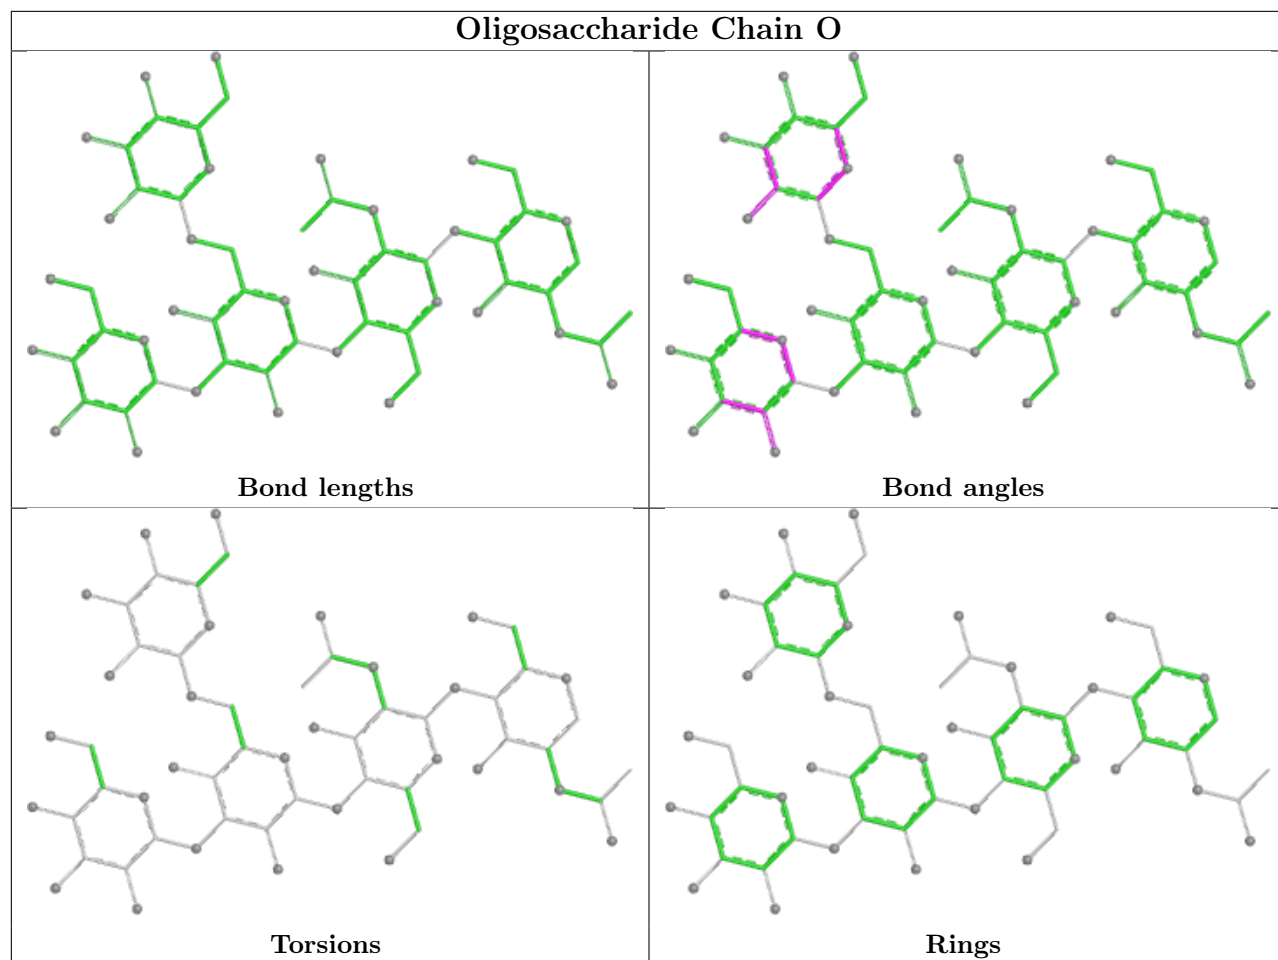 Oligosaccharide Chain O
Bond lengths
Bond angles
Torsions
Rings